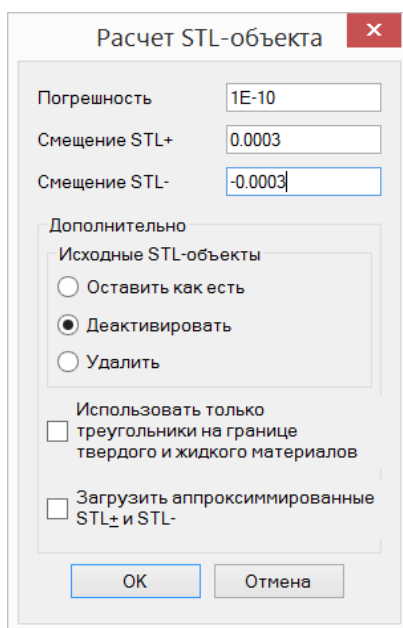 Расчет STL-объекта
Погрешность 1E-10
Смещение STL+ 0.0003
Смещение STL- -0.0003
Дополнительно
Исходные STL-объекты
Оставить как есть
Деактивировать
Удалить
Использовать только
треугольники на границе
твердого и жидкого материалов
Загрузить аппроксиммированные
STL+ и STL-
OK Отмена